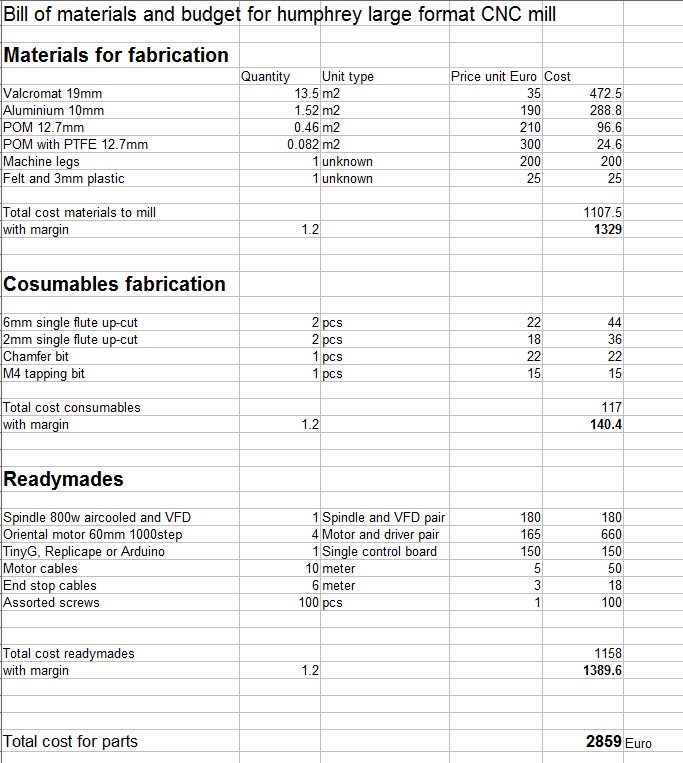 Bill of materials and budget for humphrey large format CNC mill
Materials for fabrication
Quantity Unit type Price unit Euro Cost
Valcromat 19mm 13.5 m2 35 472.5
Aluminium 10mm 1.52 m2 190 288.8
POM 12.7mm 0.46 m2 210 96.6
POM with PTFE 12.7mm 0.082 m2 300 24.6
Machine legs 1 unknown 200 200
Felt and 3mm plastic 1 unknown 25 25
Total cost materials to mill 1107.5
with margin 1.2 1329
Cosumables fabrication
6mm single flute up-cut 2 pcs 22 44
2mm single flute up-cut 2 pcs 18 36
Chamfer bit 1 pcs 22 22
M4 tapping bit 1 pcs 15 15
Total cost consumables 117
with margin 1.2 140.4
Readymades
Spindle 800w aircooled and VFD 1 Spindle and VFD pair 180 180
Oriental motor 60mm 1000step 4 Motor and driver pair 165 660
TinyG, Replicape or Arduino 1 Single control board 150 150
Motor cables 10 meter 5 50
End stop cables 6 meter 3 18
Assorted screws 100 pcs 1 100
Total cost readymades 1158
with margin 1.2 1389.6
Total cost for parts 2859 Euro